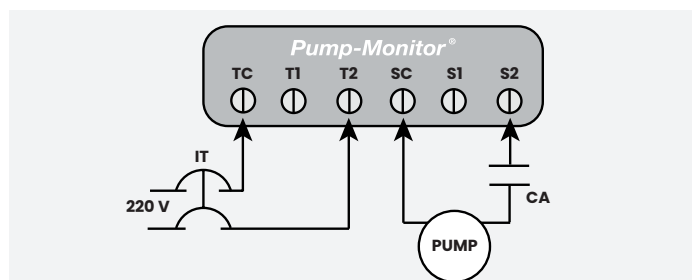 Pump-Monitor®
TC T1 T2 SC S1 S2
IT
220 V
CA
PUMP